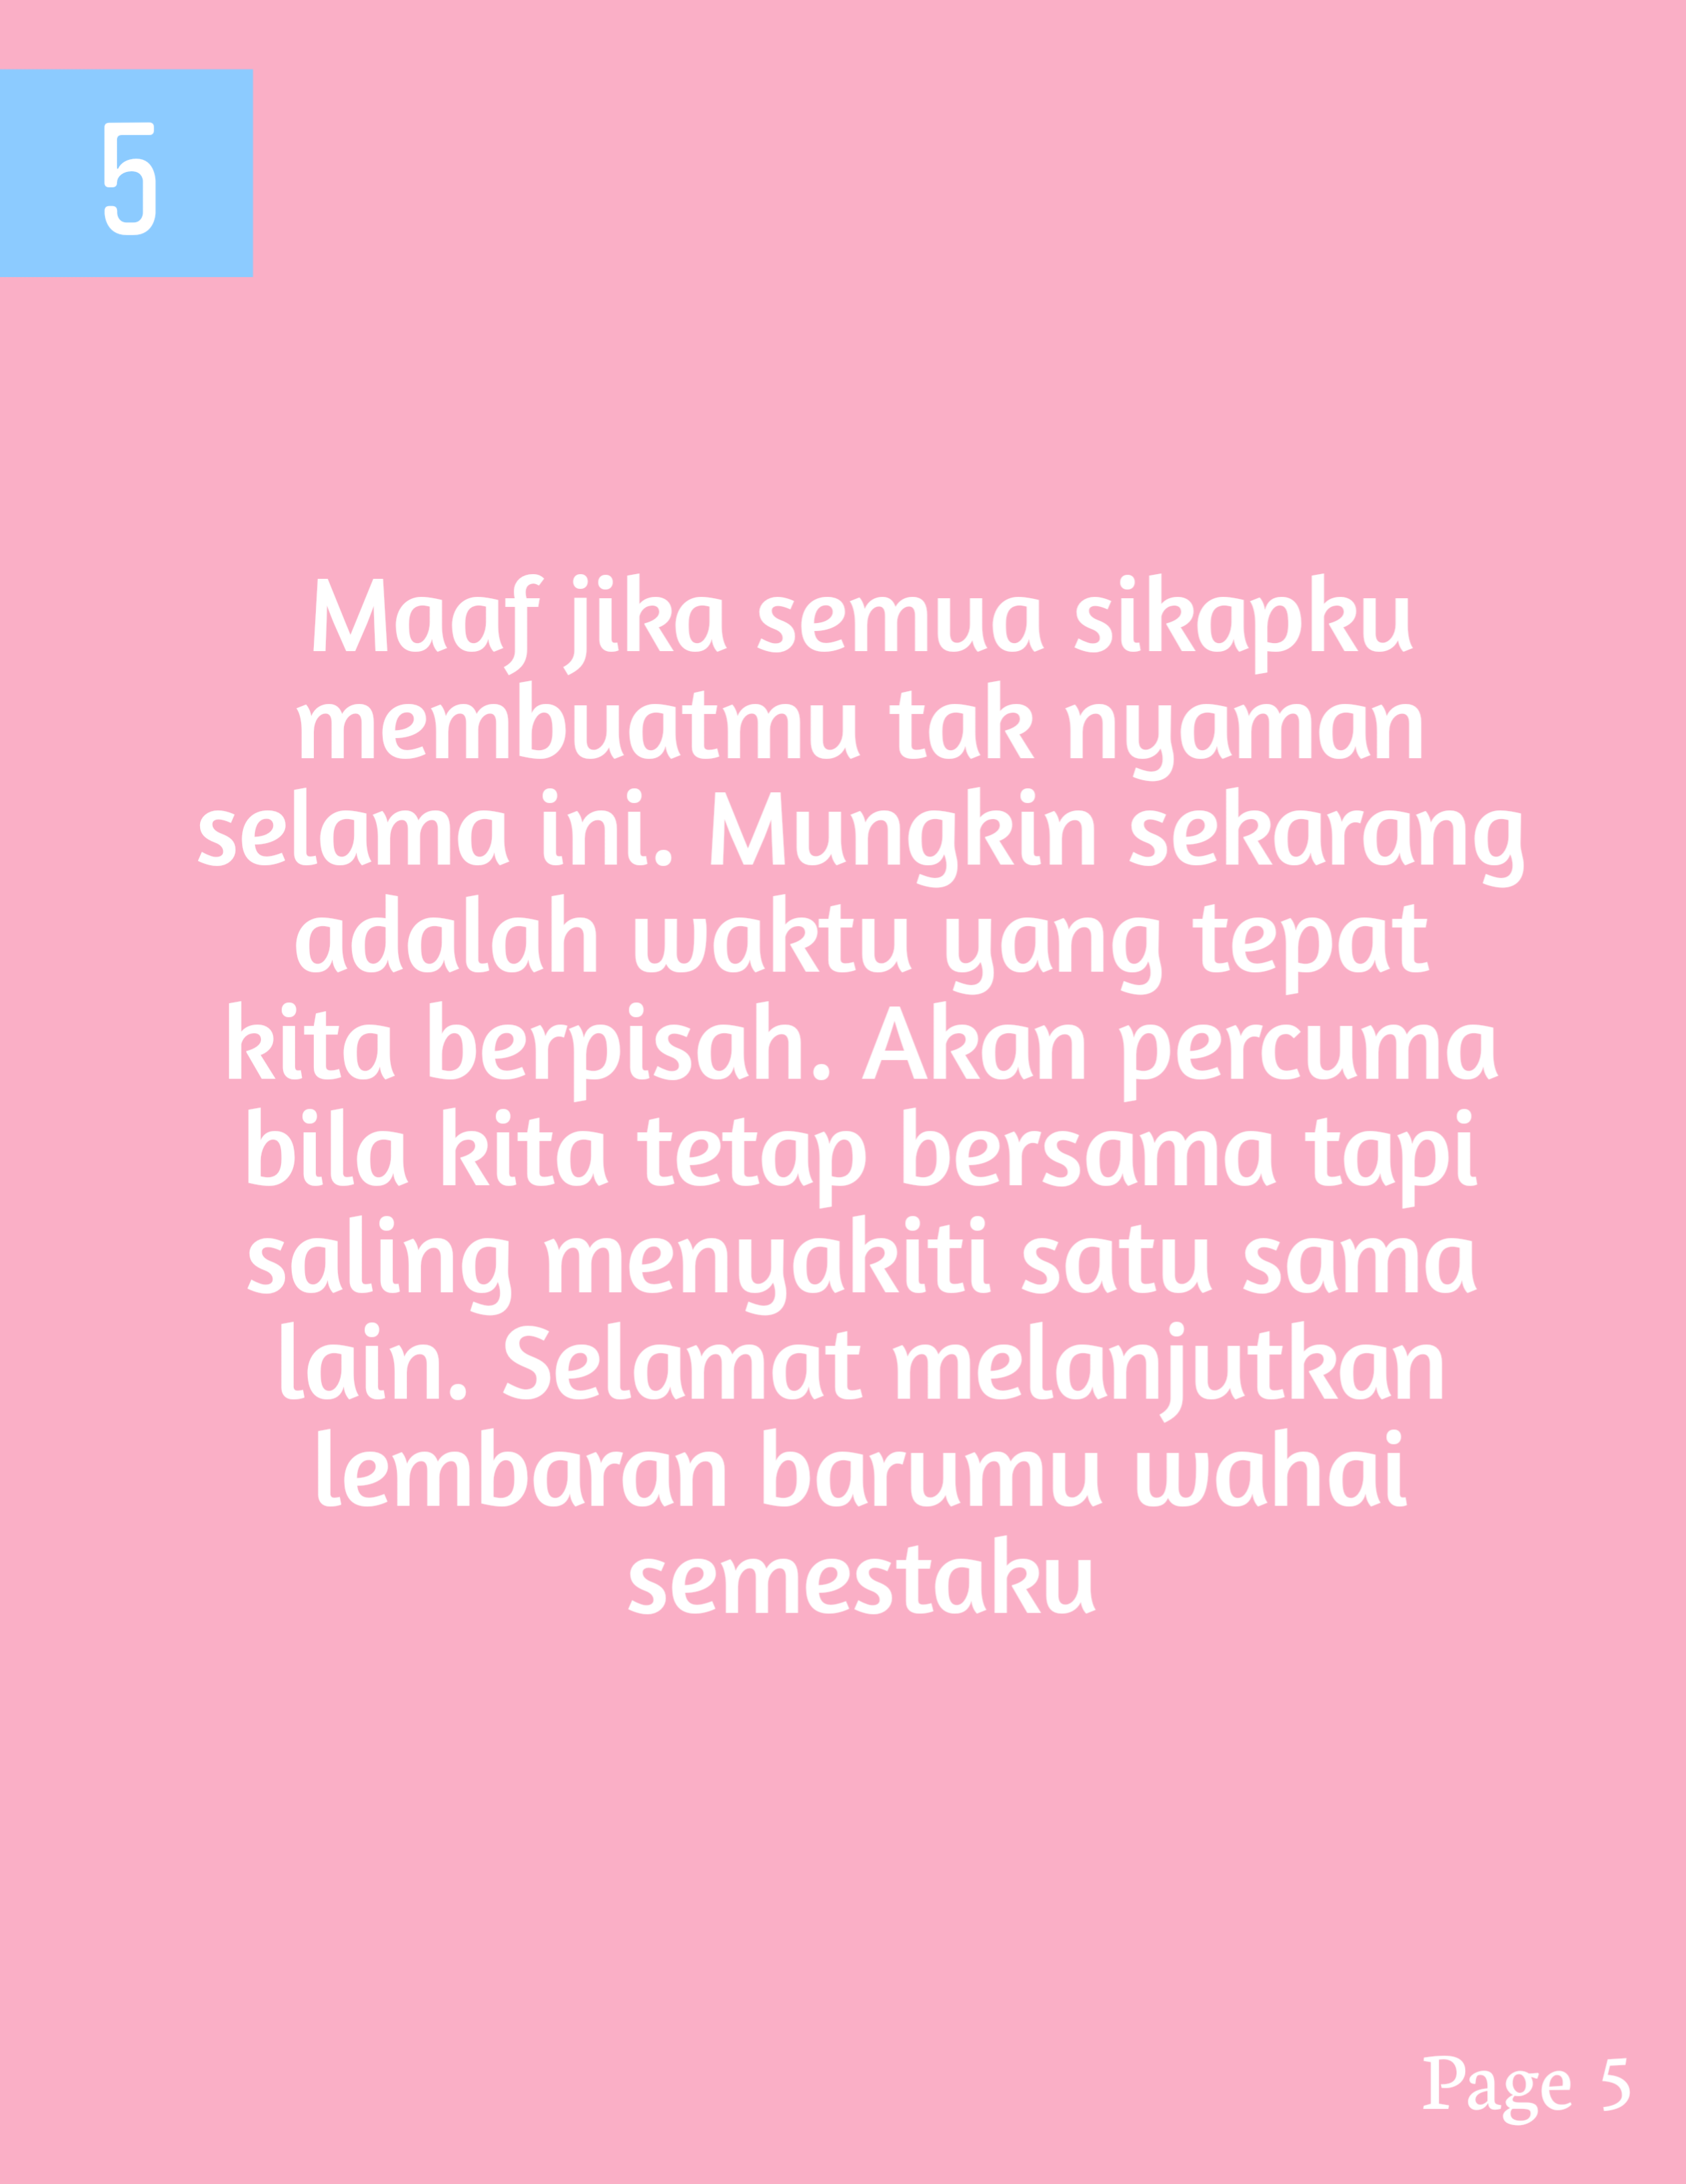 5
Maaf jika semua sikapku
membuatmu tak nyaman
selama ini. Mungkin sekarang
adalah waktu yang tepat
kita berpisah. Akan percuma
bila kita tetap bersama tapi
saling menyakiti satu sama
lain. Selamat melanjutkan
lembaran barumu wahai
semestaku
Page 5